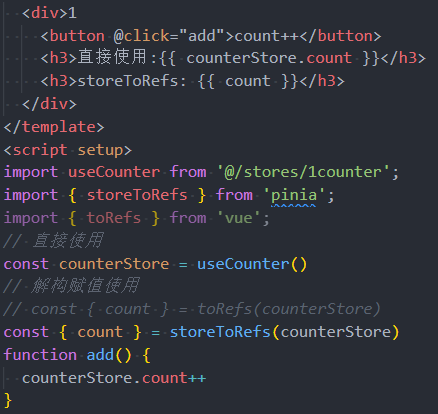 <div>1
<button @click="add">count++</button>
<h3>直接使用:{{ counterStore.count }}</h3>
<h3>storeToRefs: {{ count }}</h3>
</div>
</template>
<script setup>
import useCounter from '@/stores/1counter';
import { storeToRefs } from 'pinia';
import { toRefs } from 'vue';
// 直接使用
const counterStore = useCounter()
// 解构赋值使用
// const { count } = toRefs(counterStore)
const { count } = storeToRefs(counterStore)
function add() {
counterStore.count++
}